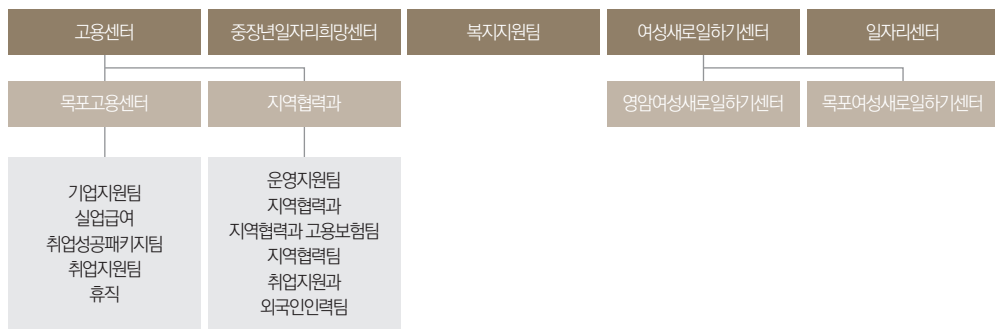 고용센터
중장년일자리희망센터
복지지원팀
여성새로일하기센터
일자리센터
목포고용센터
지역협력과
영암여성새로일하기센터
목포여성새로일하기센터
기업지원팀
실업급여
취업성공패키지팀
취업지원팀
휴직
운영지원팀
지역협력과
지역협력과 고용보험팀
지역협력팀
취업지원과
외국인인력팀